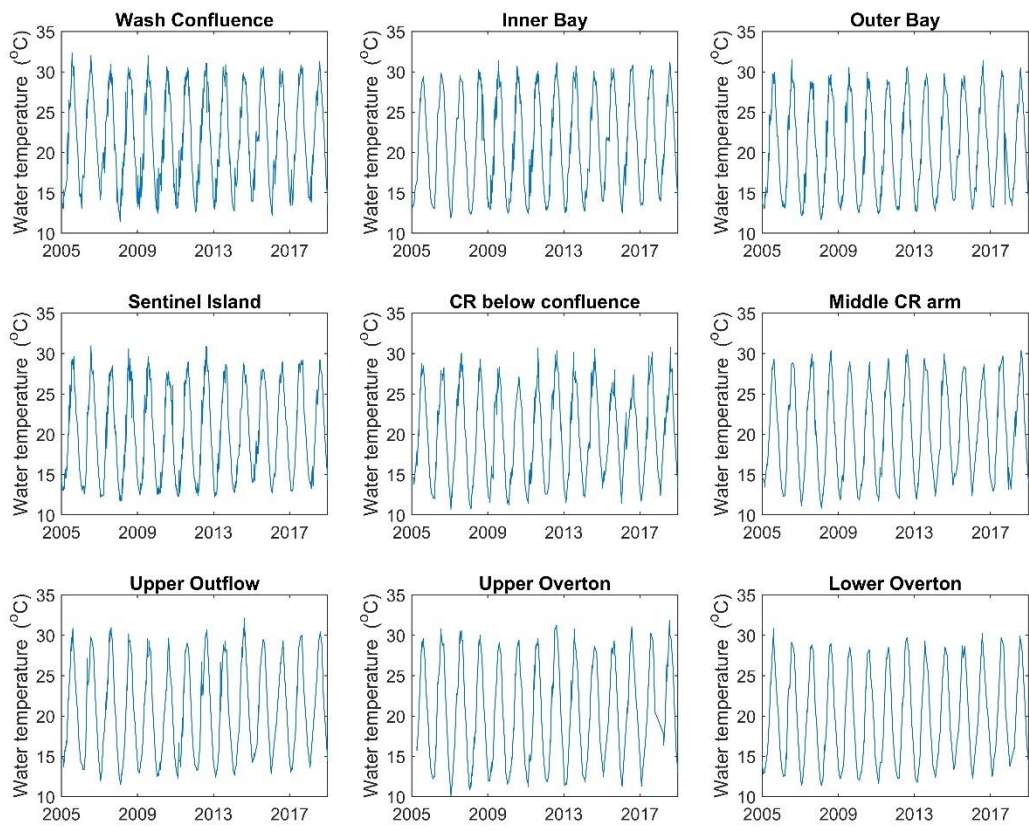 Wash Confluence
Inner Bay
Outer Bay
Water temperature (°C)
35
30
25
20
15
10
2005 2009 2013 2017
Water temperature (°C)
35
30
25
20
15
10
2005 2009 2013 2017
Water temperature (°C)
35
30
25
20
15
10
2005 2009 2013 2017
Sentinel Island
CR below confluence
Middle CR arm
Water temperature (°C)
35
30
25
20
15
10
2005 2009 2013 2017
Water temperature (°C)
35
30
25
20
15
10
2005 2009 2013 2017
Water temperature (°C)
35
30
25
20
15
10
2005 2009 2013 2017
Upper Outflow
Upper Overton
Lower Overton
Water temperature (°C)
35
30
25
20
15
10
2005 2009 2013 2017
Water temperature (°C)
35
30
25
20
15
10
2005 2009 2013 2017
Water temperature (°C)
35
30
25
20
15
10
2005 2009 2013 2017